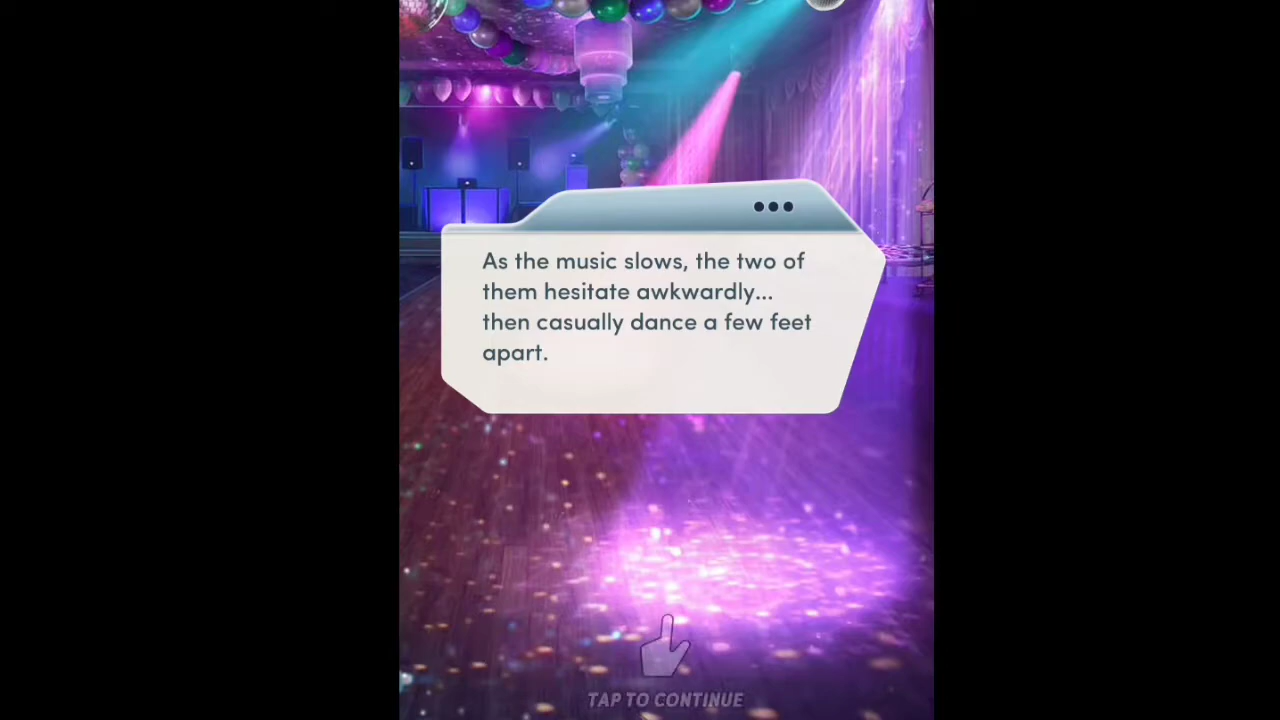 As the music slows, the two of
them hesitate awkwardly...
then casually dance a few feet
apart.
TAP TO CONTINUE